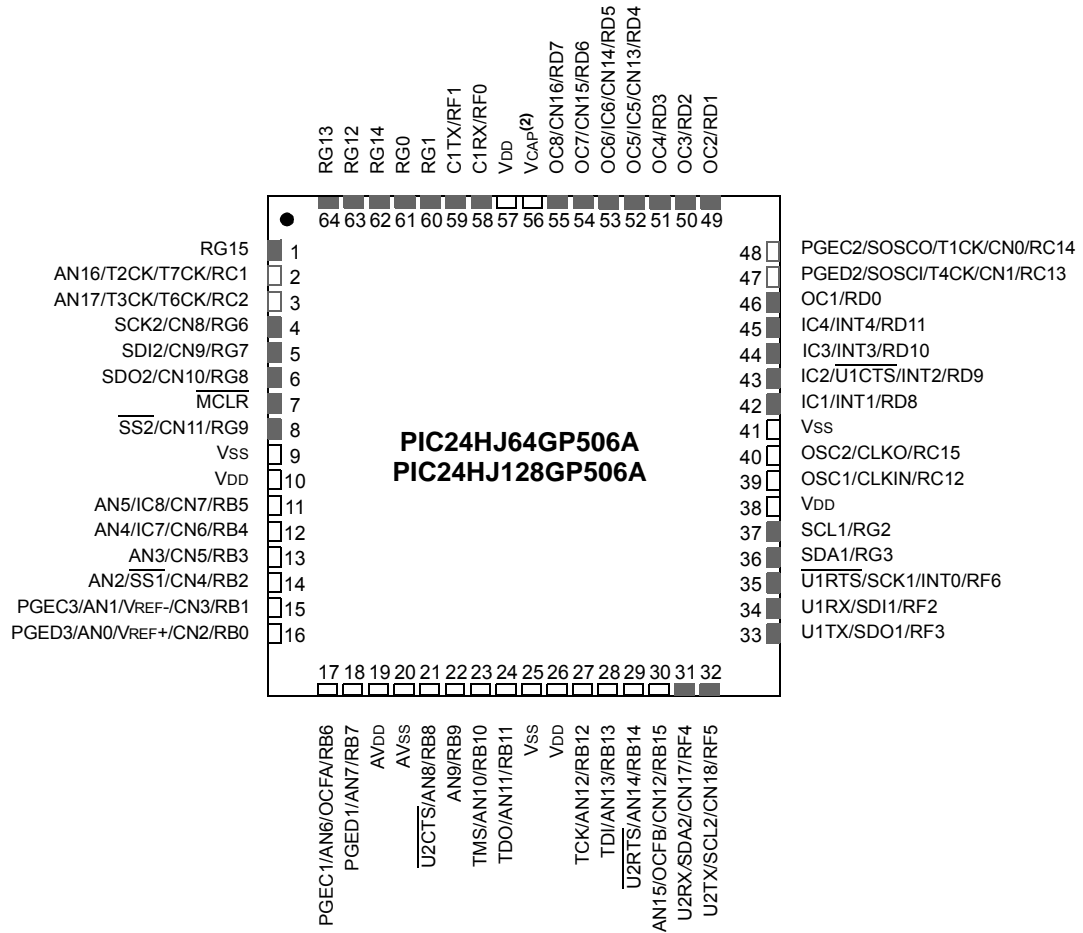 RG13
RG12
RG14
RG0
RG1
C1TX/RF1
C1RX/RF0
VDD
VCAP(2)
OC8/CN16/RD7
OC7/CN15/RD6
OC6/IC6/CN14/RD5
OC5/IC5/CN13/RD4
OC4/RD3
OC3/RD2
OC2/RD1
64 63 62 61 60 59 58 57 56 55 54 53 52 51 50 49
RG15 1
AN16/T2CK/T7CK/RC1 2
AN17/T3CK/T6CK/RC2 3
SCK2/CN8/RG6 4
SDI2/CN9/RG7 5
SDO2/CN10/RG8 6
MCLR 7
SS2/CN11/RG9 8
VSS 9
VDD 10
AN5/IC8/CN7/RB5 11
AN4/IC7/CN6/RB4 12
AN3/CN5/RB3 13
AN2/SS1/CN4/RB2 14
PGEC3/AN1/VREF-/CN3/RB1 15
PGED3/AN0/VREF+/CN2/RB0 16
PIC24HJ64GP506A
PIC24HJ128GP506A
48 PGEC2/SOSCO/T1CK/CN0/RC14
47 PGED2/SOSCI/T4CK/CN1/RC13
46 OC1/RD0
45 IC4/INT4/RD11
44 IC3/INT3/RD10
43 IC2/U1CTS/INT2/RD9
42 IC1/INT1/RD8
41 VSS
40 OSC2/CLKO/RC15
39 OSC1/CLKIN/RC12
38 VDD
37 SCL1/RG2
36 SDA1/RG3
35 U1RTS/SCK1/INT0/RF6
34 U1RX/SDI1/RF2
33 U1TX/SDO1/RF3
17 18 19 20 21 22 23 24 25 26 27 28 29 30 31 32
PGEC1/AN6/OCFA/RB6
PGED1/AN7/RB7
AVDD
AVSS
U2CTS/AN8/RB8
AN9/RB9
TMS/AN10/RB10
TDO/AN11/RB11
VSS
VDD
TCK/AN12/RB12
TDI/AN13/RB13
U2RTS/AN14/RB14
AN15/OCFB/CN12/RB15
U2RX/SDA2/CN17/RF4
U2TX/SCL2/CN18/RF5